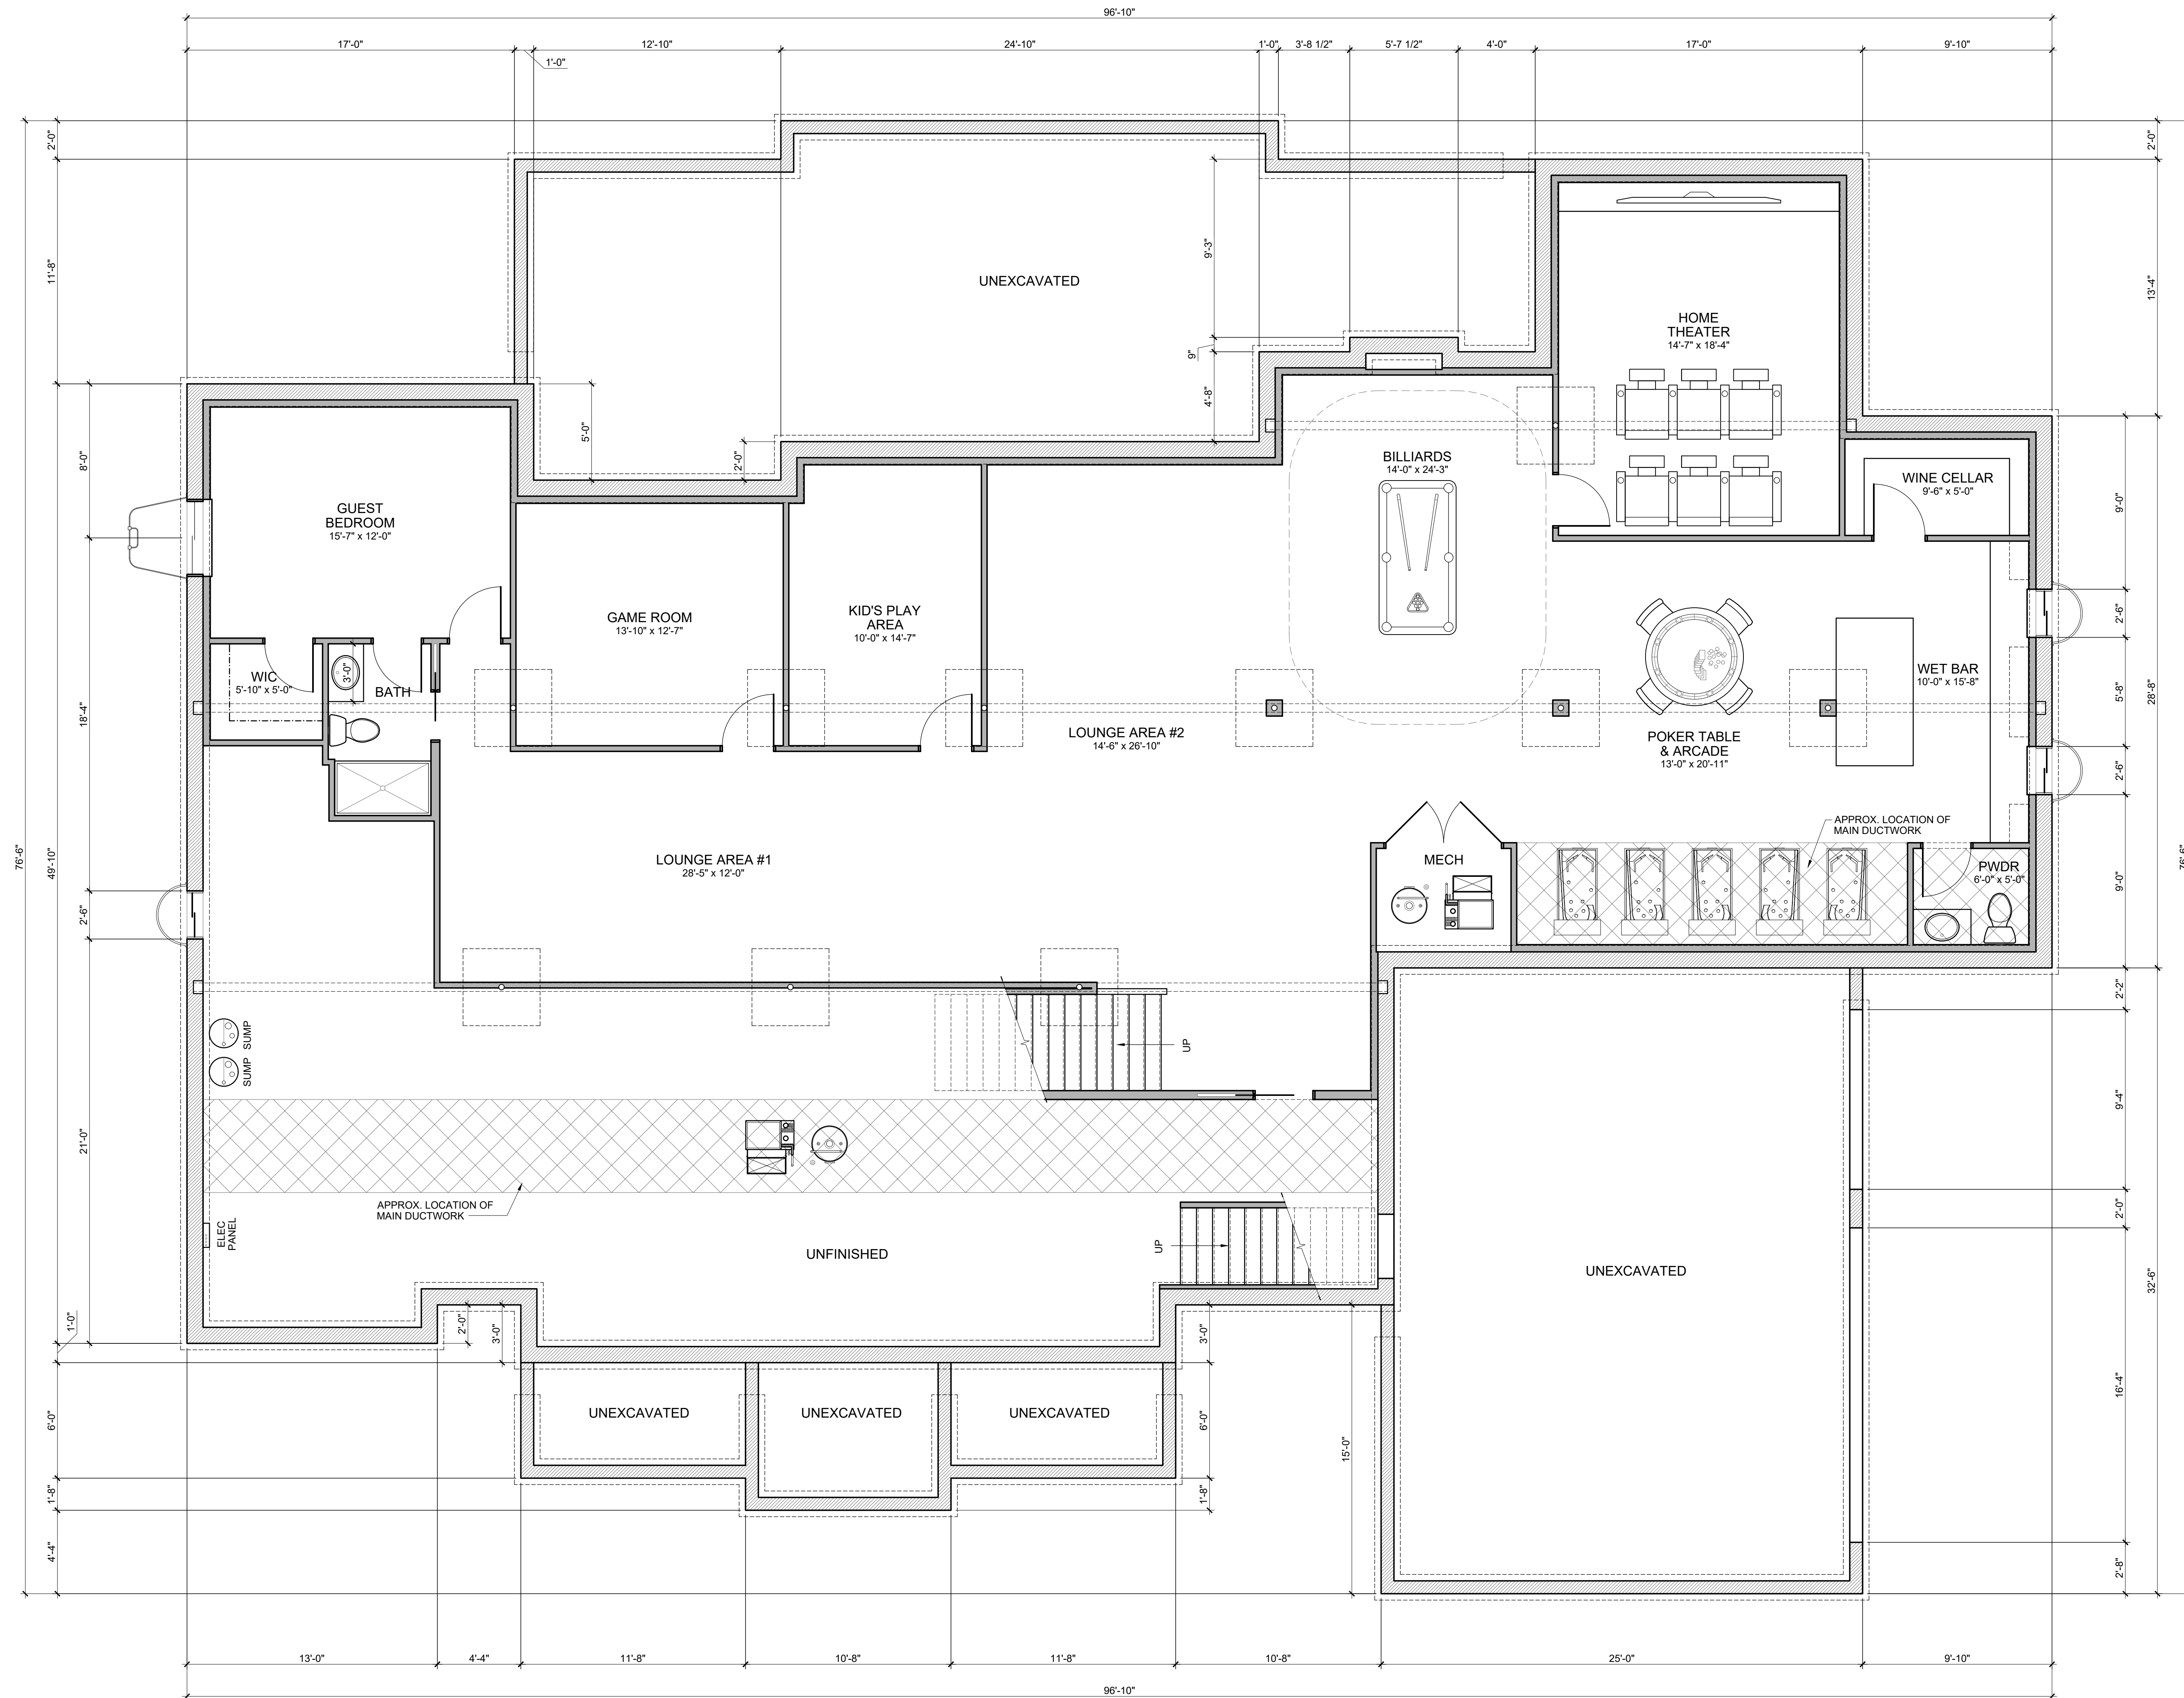 96'-10"
17'-0"
12'-10"
24'-10"
1'-0"
3'-8 1/2"
5'-7 1/2"
4'-0"
17'-0"
9'-10"
1'-0"
2'-0"
2'-0"
11'-8"
9'-3"
13'-4"
UNEXCAVATED
HOME
THEATER
14'-7" x 18'-4"
9"
4'-8"
5'-0"
2'-0"
8'-0"
BILLIARDS
14'-0" x 24'-3"
WINE CELLAR
9'-6" x 5'-0"
9'-0"
GUEST
BEDROOM
15'-7" x 12'-0"
GAME ROOM
13'-10" x 12'-7"
KID'S PLAY
AREA
10'-0" x 14'-7"
2'-6"
WIC
5'-10" x 5'-0"
3'-0"
BATH
WET BAR
10'-0" x 15'-8"
5'-8"
28'-8"
18'-4"
LOUNGE AREA #2
14'-6" x 26'-10"
POKER TABLE
& ARCADE
13'-0" x 20'-11"
2'-6"
APPROX. LOCATION OF
MAIN DUCTWORK
76'-6"
49'-10"
LOUNGE AREA #1
28'-5" x 12'-0"
MECH
PWDR
6'-0" x 5'-0"
9'-0"
76'-6"
2'-6"
2'-2"
SUMP
SUMP
UP
9'-4"
21'-0"
APPROX. LOCATION OF
MAIN DUCTWORK
2'-0"
ELEC
PANEL
UNFINISHED
UP
UNEXCAVATED
32'-6"
1'-0"
2'-0"
3'-0"
3'-0"
16'-4"
6'-0"
UNEXCAVATED
UNEXCAVATED
UNEXCAVATED
6'-0"
15'-0"
1'-8"
1'-8"
4'-4"
2'-8"
13'-0"
4'-4"
11'-8"
10'-8"
11'-8"
10'-8"
25'-0"
9'-10"
96'-10"